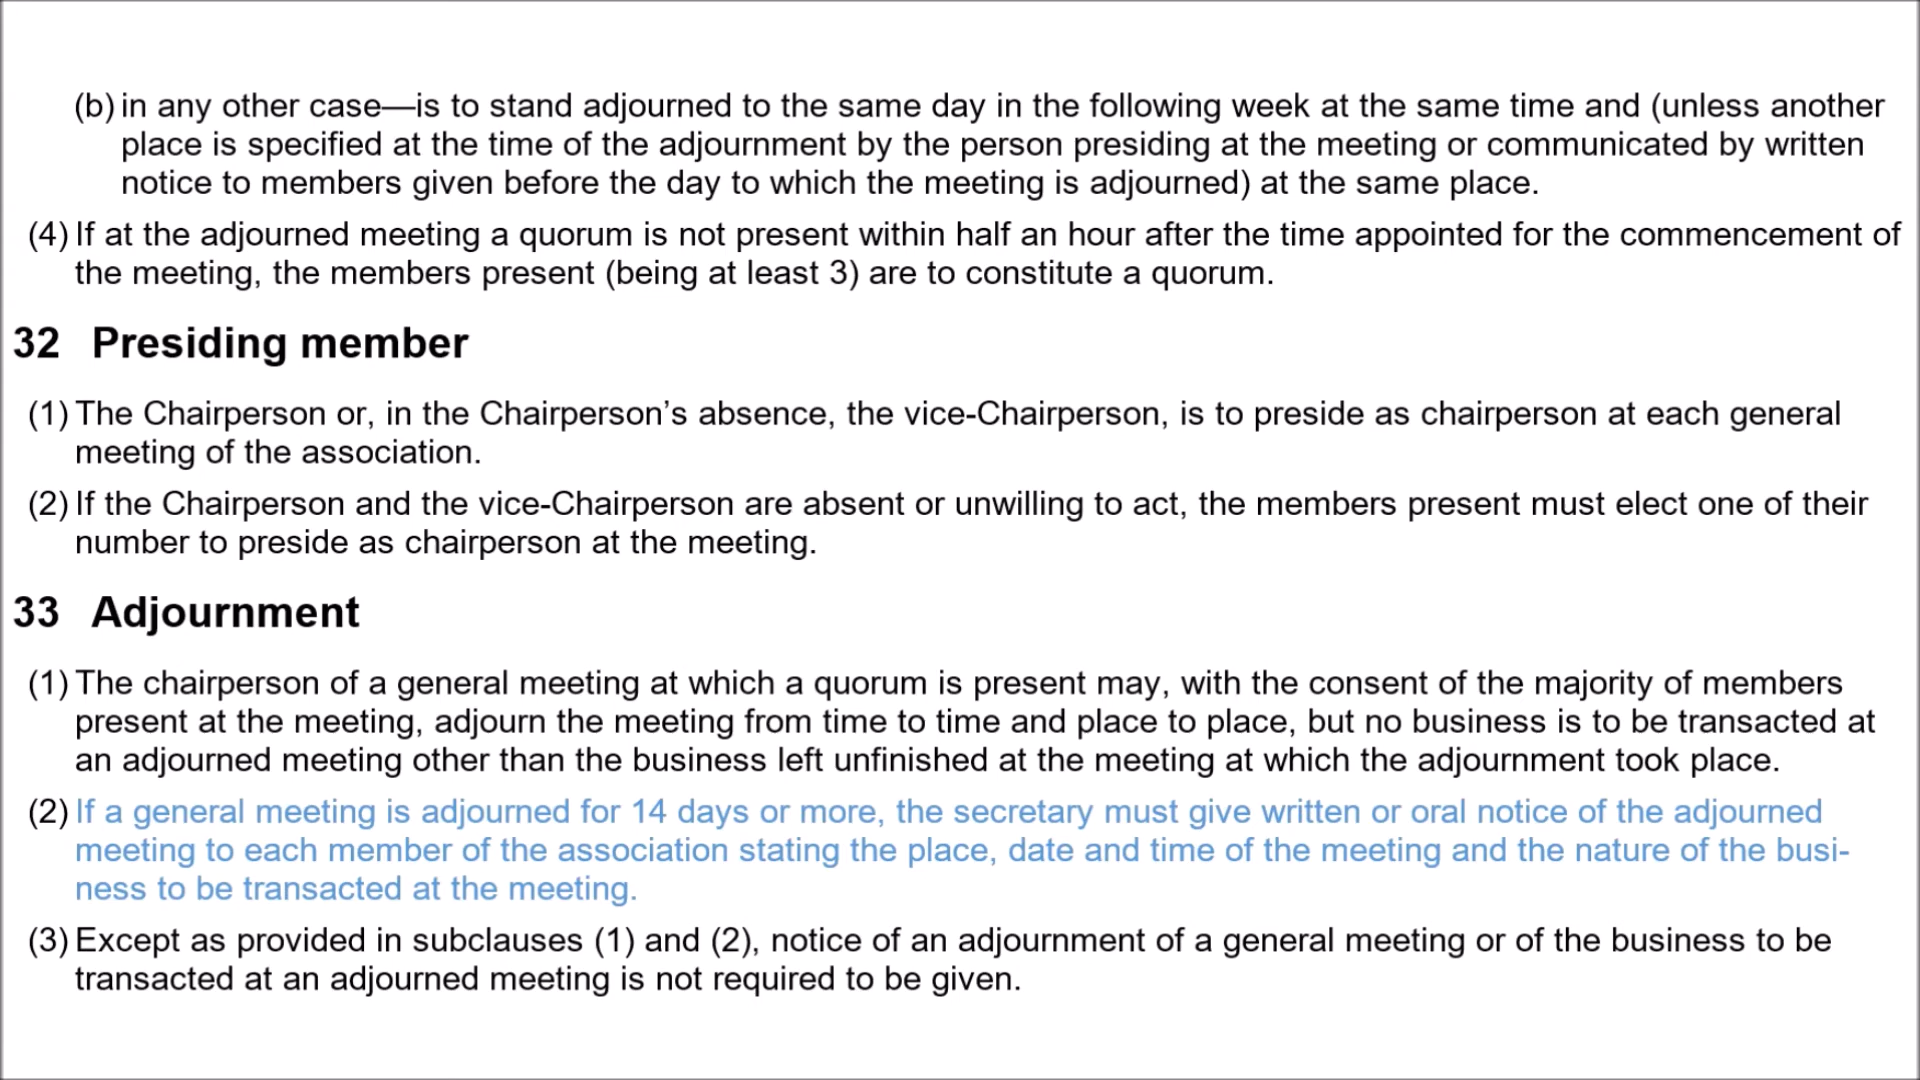 (b) in any other case—is to stand adjourned to the same day in the following week at the same time and (unless another
place is specified at the time of the adjournment by the person presiding at the meeting or communicated by written
notice to members given before the day to which the meeting is adjourned) at the same place.
(4) If at the adjourned meeting a quorum is not present within half an hour after the time appointed for the commencement of
the meeting, the members present (being at least 3) are to constitute a quorum.
32 Presiding member
(1) The Chairperson or, in the Chairperson’s absence, the vice-Chairperson, is to preside as chairperson at each general
meeting of the association.
(2) If the Chairperson and the vice-Chairperson are absent or unwilling to act, the members present must elect one of their
number to preside as chairperson at the meeting.
33 Adjournment
(1) The chairperson of a general meeting at which a quorum is present may, with the consent of the majority of members
present at the meeting, adjourn the meeting from time to time and place to place, but no business is to be transacted at
an adjourned meeting other than the business left unfinished at the meeting at which the adjournment took place.
(2) If a general meeting is adjourned for 14 days or more, the secretary must give written or oral notice of the adjourned
meeting to each member of the association stating the place, date and time of the meeting and the nature of the busi-
ness to be transacted at the meeting.
(3) Except as provided in subclauses (1) and (2), notice of an adjournment of a general meeting or of the business to be
transacted at an adjourned meeting is not required to be given.